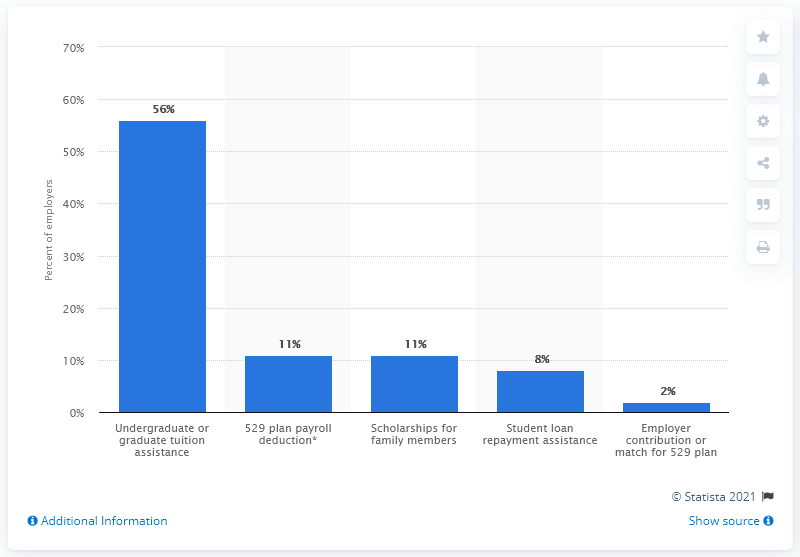 70%
60%
50%
40%
30%
20%
10%
0%
Percent of employers
56%
11%
11%
8%
2%
Undergraduate or
graduate tuition
assistance
529 plan payroll
deduction*
Scholarships for
family members
Student loan
repayment assistance
Employer
contribution or
match for 529 plan
© Statista 2021
Additional Information
Show source